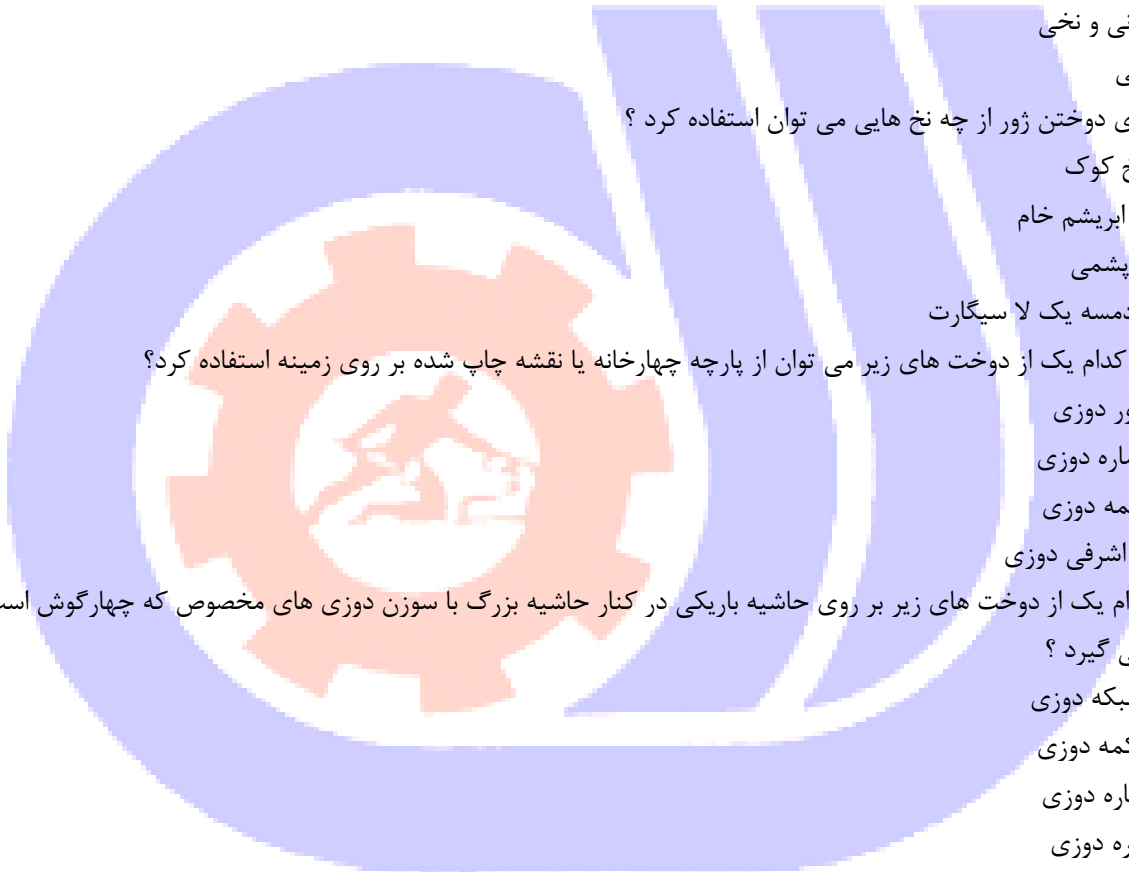 نی و نخی
ی
ی دوختن ژور از چه نخ هایی می توان استفاده کرد ؟
خ کوک
ابریشم خام
پشمی
دمسه یک لا سیگارت
کدام یک از دوخت های زیر می توان از پارچه چهارخانه یا نقشه چاپ شده بر روی زمینه استفاده کرد؟
ور دوزی
ماره دوزی
مه دوزی
اشرفی دوزی
ام یک از دوخت های زیر بر روی حاشیه باریکی در کنار حاشیه بزرگ با سوزن دوزی های مخصوص که چهارگوش اس
ی گیرد ؟
بکه دوزی
کمه دوزی
اره دوزی
ره دوزی